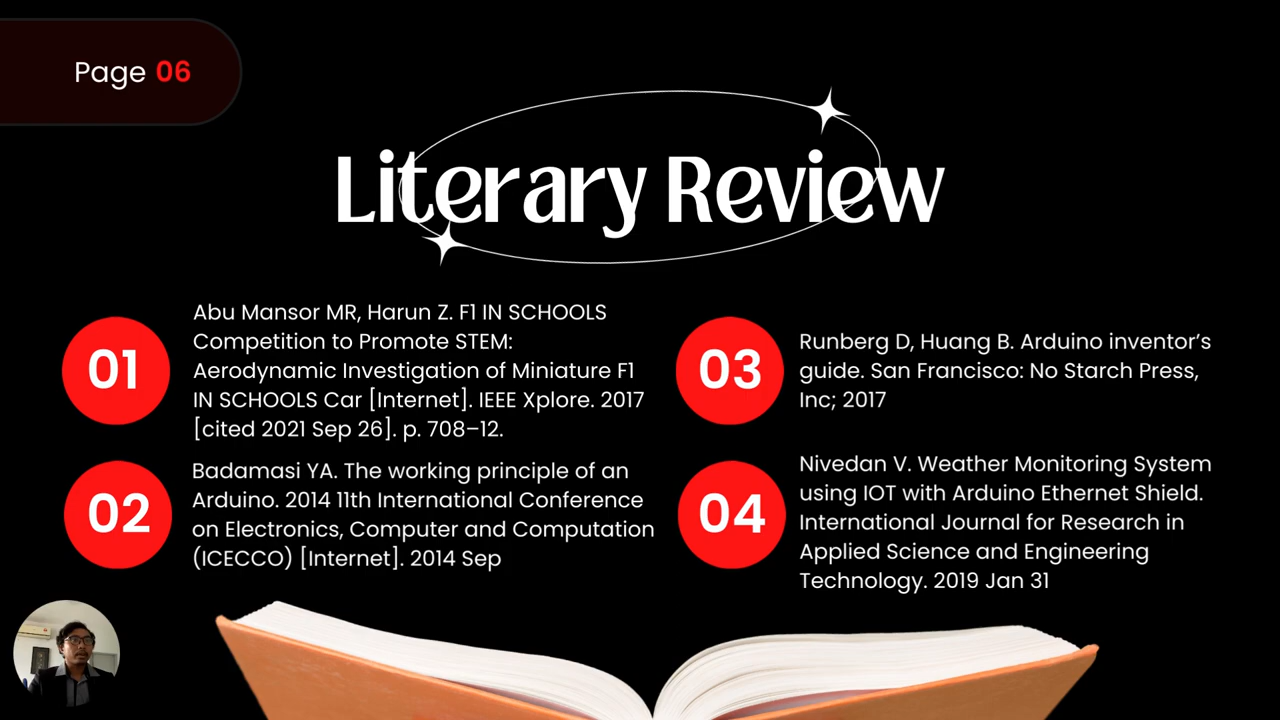 Page 06
Literary Review
01
Abu Mansor MR, Harun Z. F1 IN SCHOOLS
Competition to Promote STEM:
Aerodynamic Investigation of Miniature F1
IN SCHOOLS Car [Internet]. IEEE Xplore. 2017
[cited 2021 Sep 26]. p. 708–12.
02
Badamasi YA. The working principle of an
Arduino. 2014 11th International Conference
on Electronics, Computer and Computation
(ICECCO) [Internet]. 2014 Sep
03
Runberg D, Huang B. Arduino inventor’s
guide. San Francisco: No Starch Press,
Inc; 2017
04
Nivedan V. Weather Monitoring System
using IOT with Arduino Ethernet Shield.
International Journal for Research in
Applied Science and Engineering
Technology. 2019 Jan 31